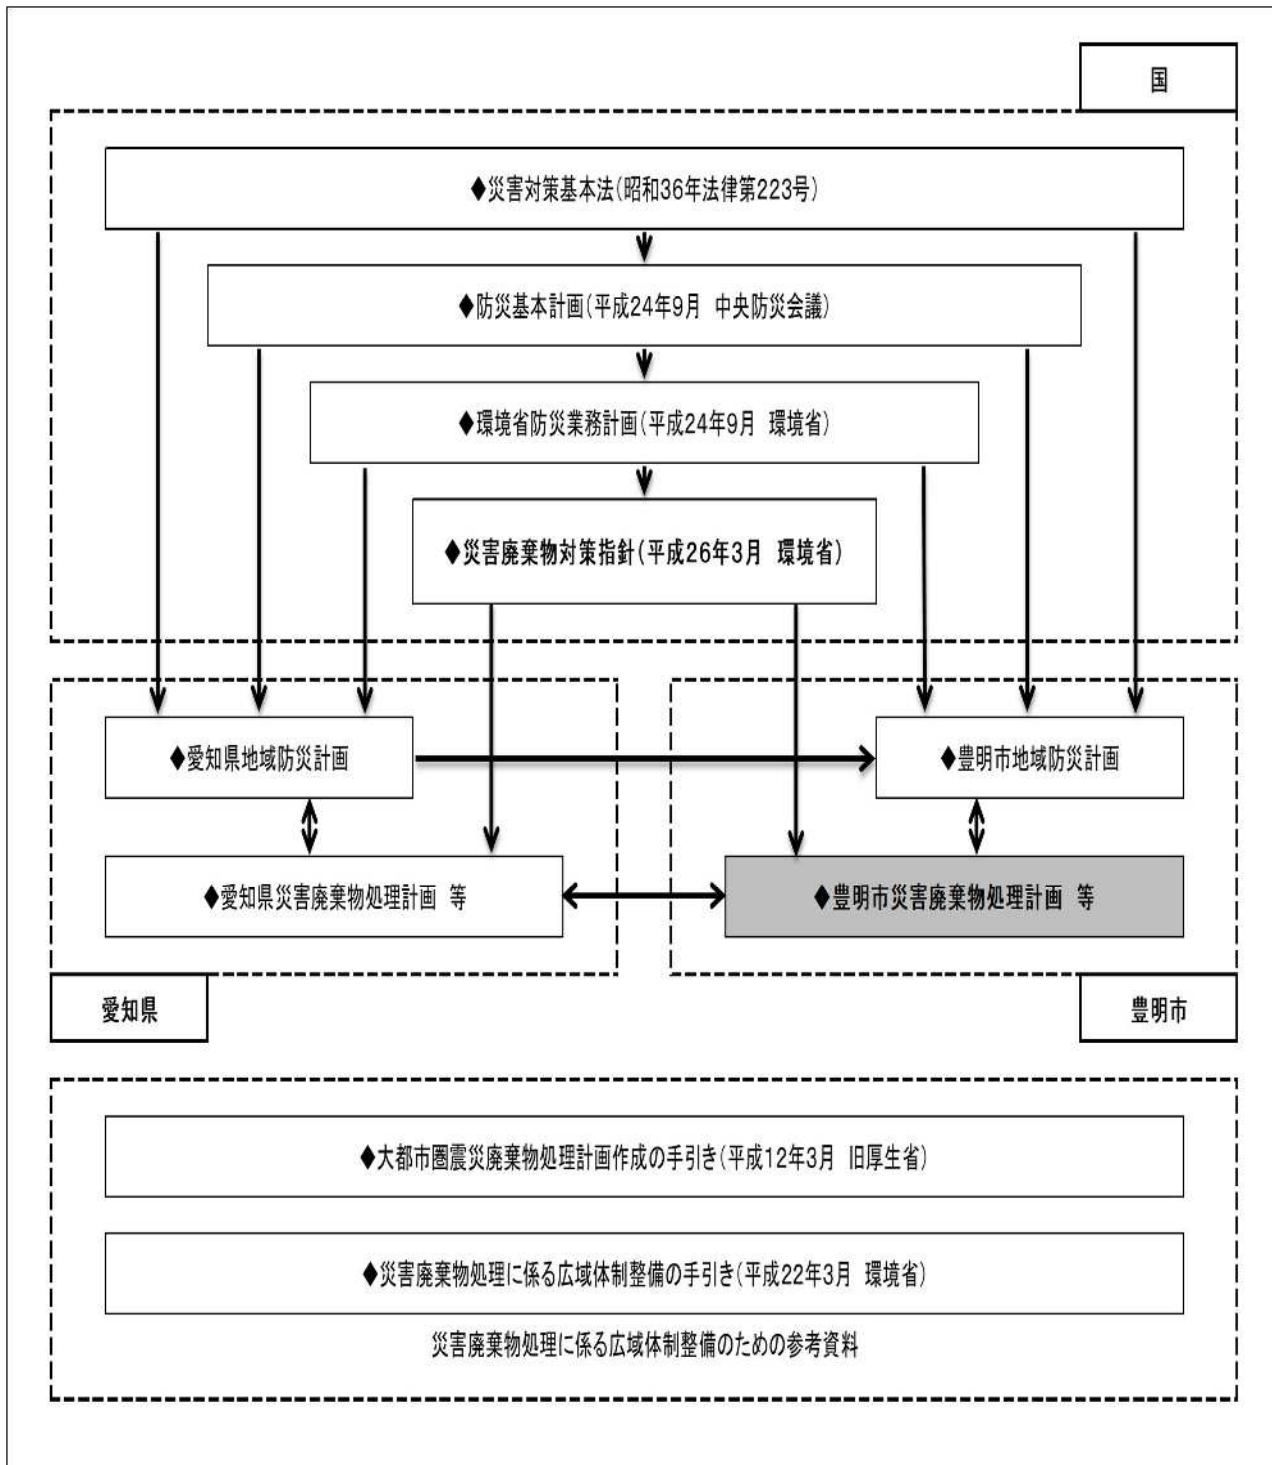 国
◆災害対策基本法(昭和36年法律第223号)
◆防災基本計画(平成24年9月 中央防災会議)
◆環境省防災業務計画(平成24年9月 環境省)
◆災害廃棄物対策指針(平成26年3月 環境省)
◆愛知県地域防災計画
◆豊明市地域防災計画
◆愛知県災害廃棄物処理計画 等
◆豊明市災害廃棄物処理計画 等
愛知県
豊明市
◆大都市圏震災廃棄物処理計画作成の手引き(平成12年3月 旧厚生省)
◆災害廃棄物処理に係る広域体制整備の手引き(平成22年3月 環境省)
災害廃棄物処理に係る広域体制整備のための参考資料